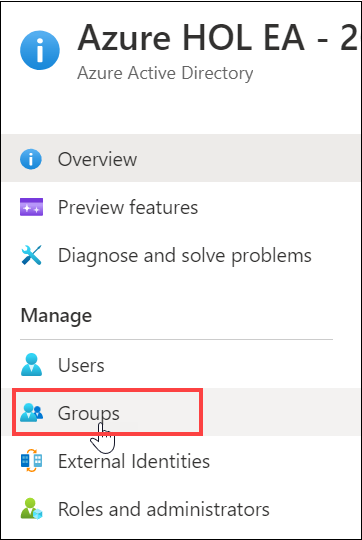 Azure HOL EA - 2
Azure Active Directory
Overview
Preview features
Diagnose and solve problems
Manage
Users
Groups
External Identities
Roles and administrators